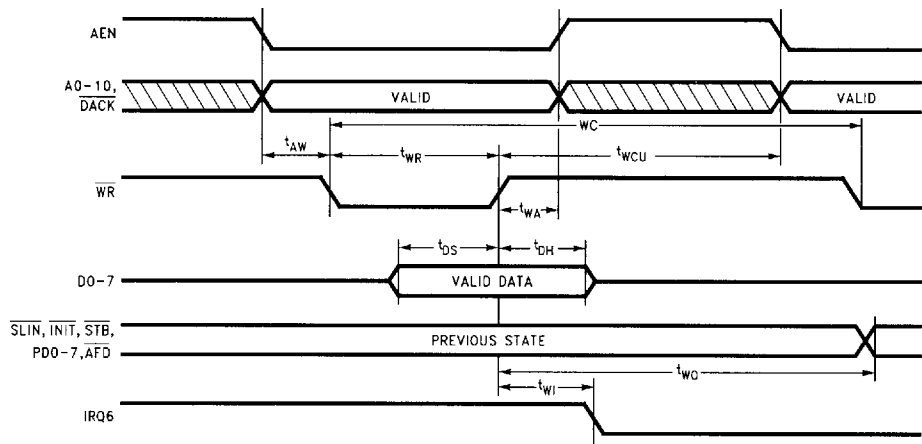 AEN
A0-10,
DACK
VALID
VALID
WC
tAW
tWR
tWCU
WR
tWA
tDS
tDH
D0-7
VALID DATA
SLIN, INIT, STB,
PD0-7, AFD
PREVIOUS STATE
tWO
tWI
IRQ6